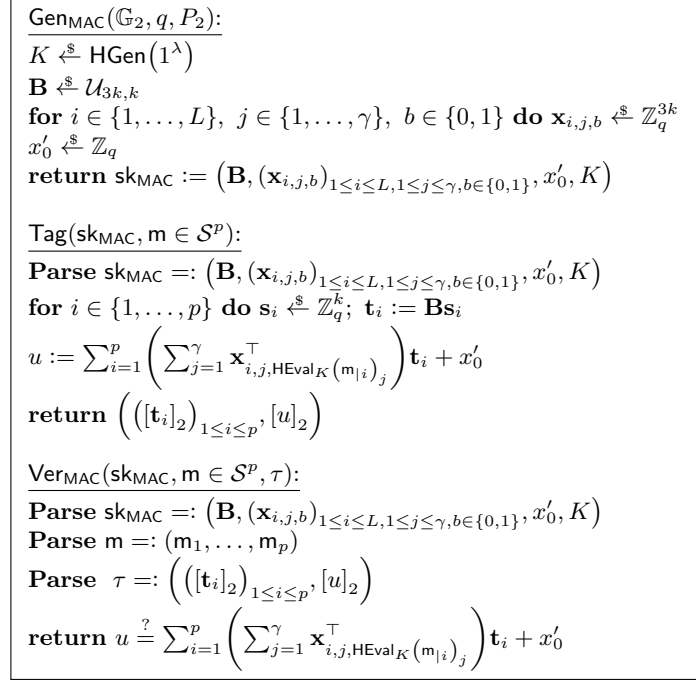 Gen_MAC(𝔾_2, q, P_2):
K ←$ HGen(1^λ)
B ←$ 𝒰_{3k,k}
for i ∈ {1, …, L}, j ∈ {1, …, γ}, b ∈ {0, 1} do x_{i,j,b} ←$ ℤ_q^{3k}
x′_0 ←$ ℤ_q
return sk_MAC := (B, (x_{i,j,b})_{1≤i≤L,1≤j≤γ,b∈{0,1}}, x′_0, K)
Tag(sk_MAC, m ∈ 𝒮^p):
Parse sk_MAC =: (B, (x_{i,j,b})_{1≤i≤L,1≤j≤γ,b∈{0,1}}, x′_0, K)
for i ∈ {1, …, p} do s_i ←$ ℤ_q^k; t_i := Bs_i
u := ∑_{i=1}^p (∑_{j=1}^γ x^⊤_{i,j,HEval_K(m_{|i})_j}) t_i + x′_0
return (([t_i]_2)_{1≤i≤p}, [u]_2)
Ver_MAC(sk_MAC, m ∈ 𝒮^p, τ):
Parse sk_MAC =: (B, (x_{i,j,b})_{1≤i≤L,1≤j≤γ,b∈{0,1}}, x′_0, K)
Parse m =: (m_1, …, m_p)
Parse τ =: (([t_i]_2)_{1≤i≤p}, [u]_2)
return u ≟ ∑_{i=1}^p (∑_{j=1}^γ x^⊤_{i,j,HEval_K(m_{|i})_j}) t_i + x′_0